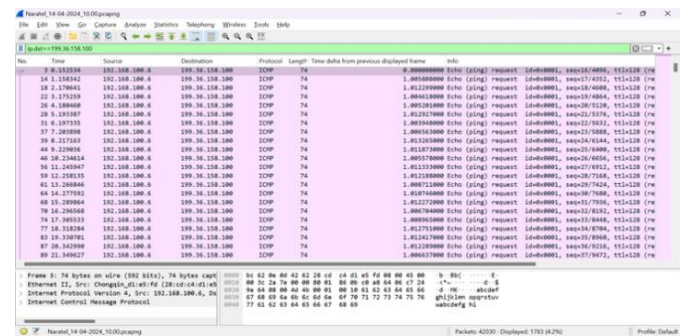 Naratel_14-04-2024_10.00.pcapng
File Edit View Go Capture Analyze Statistics Telephony Wireless Tools Help
ip.dst==199.36.158.100
No. Time Source Destination Protocol Length Time delta from previous displayed frame Info
3 0.152534 192.168.100.6 199.36.158.100 ICMP 74 0.000000000 Echo (ping) request id=0x0001, seq=16/4096, ttl=128 (re
14 1.158342 192.168.100.6 199.36.158.100 ICMP 74 1.005808000 Echo (ping) request id=0x0001, seq=17/4352, ttl=128 (re
18 2.170641 192.168.100.6 199.36.158.100 ICMP 74 1.012299000 Echo (ping) request id=0x0001, seq=18/4608, ttl=128 (re
22 3.175259 192.168.100.6 199.36.158.100 ICMP 74 1.004618000 Echo (ping) request id=0x0001, seq=19/4864, ttl=128 (re
26 4.180460 192.168.100.6 199.36.158.100 ICMP 74 1.005201000 Echo (ping) request id=0x0001, seq=20/5120, ttl=128 (re
28 5.193387 192.168.100.6 199.36.158.100 ICMP 74 1.012927000 Echo (ping) request id=0x0001, seq=21/5376, ttl=128 (re
31 6.197335 192.168.100.6 199.36.158.100 ICMP 74 1.003948000 Echo (ping) request id=0x0001, seq=22/5632, ttl=128 (re
37 7.203898 192.168.100.6 199.36.158.100 ICMP 74 1.006563000 Echo (ping) request id=0x0001, seq=23/5888, ttl=128 (re
39 8.217163 192.168.100.6 199.36.158.100 ICMP 74 1.013265000 Echo (ping) request id=0x0001, seq=24/6144, ttl=128 (re
44 9.229036 192.168.100.6 199.36.158.100 ICMP 74 1.011873000 Echo (ping) request id=0x0001, seq=25/6400, ttl=128 (re
46 10.234614 192.168.100.6 199.36.158.100 ICMP 74 1.005578000 Echo (ping) request id=0x0001, seq=26/6656, ttl=128 (re
56 11.245947 192.168.100.6 199.36.158.100 ICMP 74 1.011333000 Echo (ping) request id=0x0001, seq=27/6912, ttl=128 (re
59 12.258135 192.168.100.6 199.36.158.100 ICMP 74 1.012188000 Echo (ping) request id=0x0001, seq=28/7168, ttl=128 (re
61 13.266846 192.168.100.6 199.36.158.100 ICMP 74 1.008711000 Echo (ping) request id=0x0001, seq=29/7424, ttl=128 (re
64 14.277592 192.168.100.6 199.36.158.100 ICMP 74 1.010746000 Echo (ping) request id=0x0001, seq=30/7680, ttl=128 (re
68 15.289864 192.168.100.6 199.36.158.100 ICMP 74 1.012272000 Echo (ping) request id=0x0001, seq=31/7936, ttl=128 (re
70 16.296568 192.168.100.6 199.36.158.100 ICMP 74 1.006704000 Echo (ping) request id=0x0001, seq=32/8192, ttl=128 (re
74 17.305533 192.168.100.6 199.36.158.100 ICMP 74 1.008965000 Echo (ping) request id=0x0001, seq=33/8448, ttl=128 (re
77 18.318284 192.168.100.6 199.36.158.100 ICMP 74 1.012751000 Echo (ping) request id=0x0001, seq=34/8704, ttl=128 (re
83 19.330701 192.168.100.6 199.36.158.100 ICMP 74 1.012417000 Echo (ping) request id=0x0001, seq=35/8960, ttl=128 (re
87 20.342990 192.168.100.6 199.36.158.100 ICMP 74 1.012289000 Echo (ping) request id=0x0001, seq=36/9216, ttl=128 (re
89 21.349627 192.168.100.6 199.36.158.100 ICMP 74 1.006637000 Echo (ping) request id=0x0001, seq=37/9472, ttl=128 (re
Frame 3: 74 bytes on wire (592 bits), 74 bytes capt
Ethernet II, Src: Chongqin_d1:e5:fd (28:cd:c4:d1:e5
Internet Protocol Version 4, Src: 192.168.100.6, Ds
Internet Control Message Protocol
0000 bc 62 0e 0d 42 62 28 cd c4 d1 e5 fd 08 00 45 00
0010 00 3c 2a 7e 00 00 80 01 86 0b c0 a8 64 06 c7 24
0020 9e 64 08 00 4d 4b 00 01 00 10 61 62 63 64 65 66
0030 67 68 69 6a 6b 6c 6d 6e 6f 70 71 72 73 74 75 76 ghijklmn opqrstuv
0040 77 61 62 63 64 65 66 67 68 69 wabcdefg hi
Naratel_14-04-2024_10.00.pcapng Packets: 42030 · Displayed: 1783 (4.2%) Profile: Default